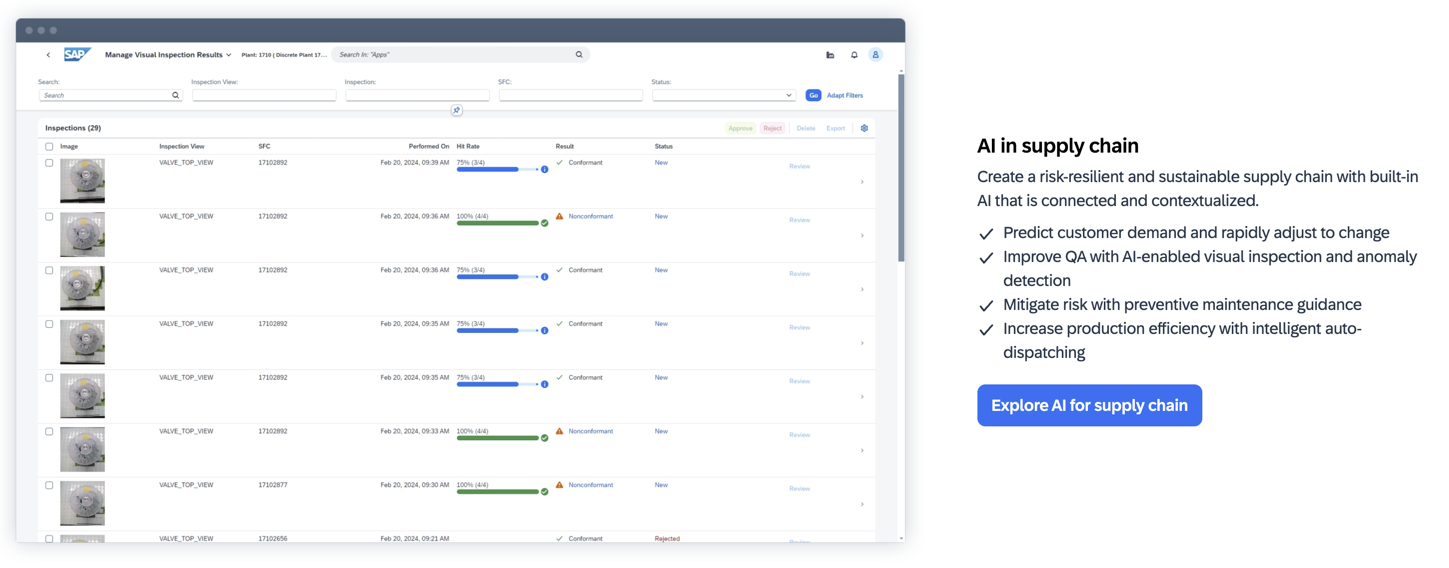 SAP
Manage Visual Inspection Results
Plant: 1710 ( Discrete Plant 17...
Search In: "Apps"
Search:
Inspection View:
Inspection:
SFC:
Status:
Search
Go
Adapt Filters
Inspections (29)
Approve
Reject
Delete
Export
Image Inspection View SFC Performed On Hit Rate Result Status
VALVE_TOP_VIEW 17102892 Feb 20, 2024, 09:39 AM 75% (3/4) Conformant New Review
VALVE_TOP_VIEW 17102892 Feb 20, 2024, 09:36 AM 100% (4/4) Nonconformant New Review
VALVE_TOP_VIEW 17102892 Feb 20, 2024, 09:36 AM 75% (3/4) Conformant New Review
VALVE_TOP_VIEW 17102892 Feb 20, 2024, 09:35 AM 75% (3/4) Conformant New Review
VALVE_TOP_VIEW 17102892 Feb 20, 2024, 09:35 AM 75% (3/4) Conformant New Review
VALVE_TOP_VIEW 17102892 Feb 20, 2024, 09:33 AM 100% (4/4) Nonconformant New Review
VALVE_TOP_VIEW 17102877 Feb 20, 2024, 09:30 AM 100% (4/4) Nonconformant New Review
VALVE_TOP_VIEW 17102656 Feb 20, 2024, 09:21 AM Conformant Rejected
AI in supply chain
Create a risk-resilient and sustainable supply chain with built-in
AI that is connected and contextualized.
Predict customer demand and rapidly adjust to change
Improve QA with AI-enabled visual inspection and anomaly
detection
Mitigate risk with preventive maintenance guidance
Increase production efficiency with intelligent auto-
dispatching
Explore AI for supply chain